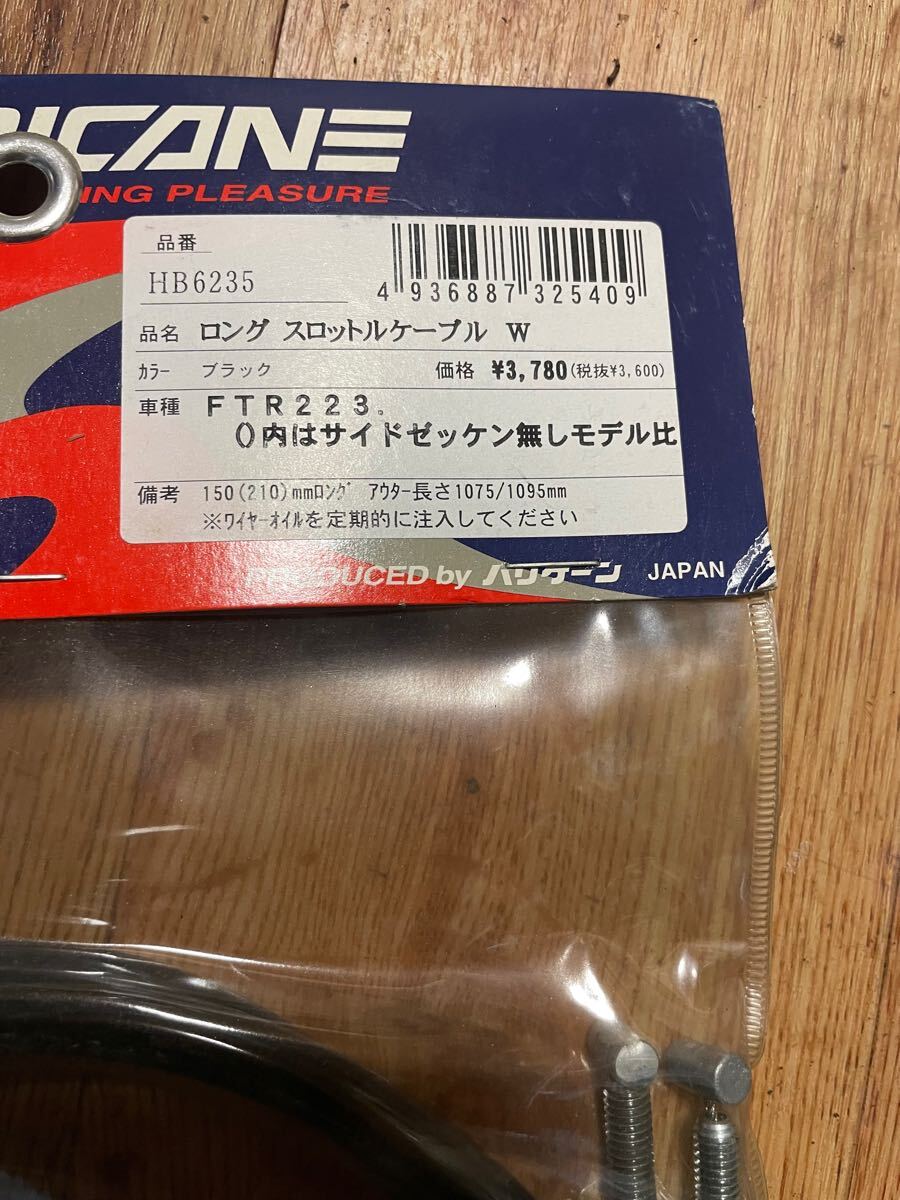 RICANE
ING PLEASURE
品番
HB6235
4 936887 325409
品名 ロング スロットルケーブル W
ｶﾗｰ ブラック 価格 ¥3,780(税抜¥3,600)
車種 ＦＴＲ２２３．
()内はサイドゼッケン無しモデル比
備考 150(210)mmﾛﾝｸﾞ ｱｳﾀｰ長さ1075/1095mm
※ﾜｲﾔｰｵｲﾙを定期的に注入してください
PRODUCED by ハリケーン JAPAN